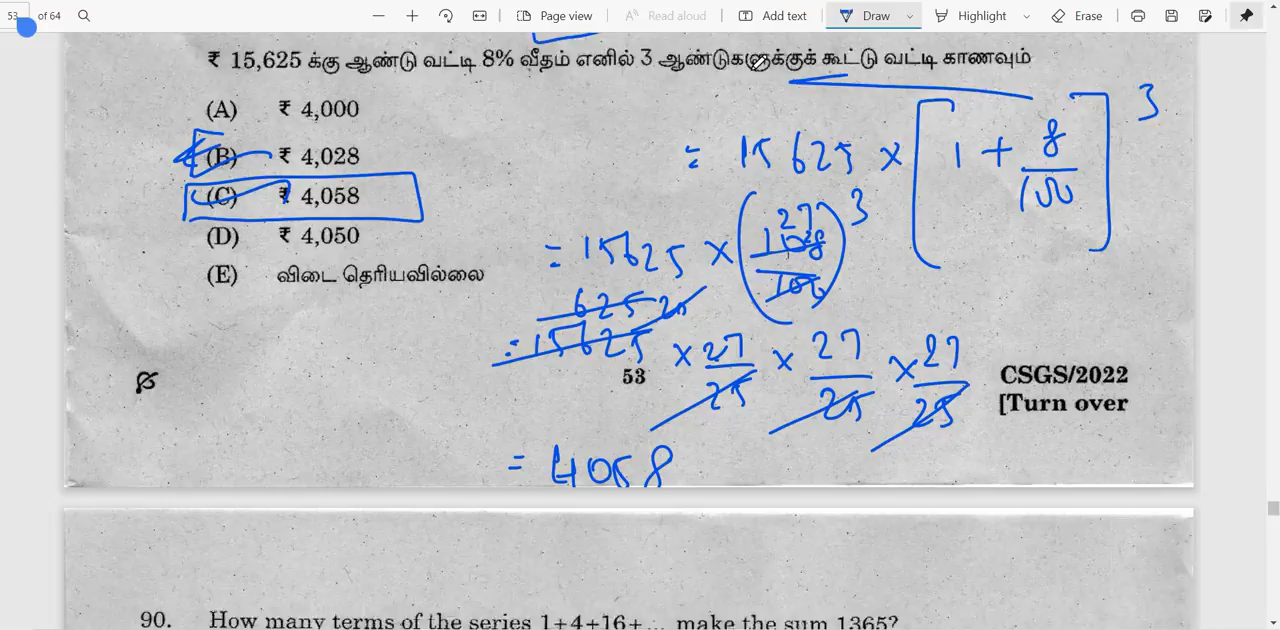 53 of 64 Page view Read aloud Add text Draw Highlight Erase
₹ 15,625 க்கு ஆண்டு வட்டி 8% வீதம் எனில் 3 ஆண்டுகளுக்குக் கூட்டு வட்டி காணவும்
(A) ₹ 4,000
(B) ₹ 4,028
(C) ₹ 4,058
(D) ₹ 4,050
(E) விடை தெரியவில்லை
= 15625 × [1 + 8/100]3
= 15625 × (27 108/100)3
625 25
= 15625 × 27/25 × 27/25 × 27/25
= 4058
53
CSGS/2022
[Turn over
90. How many terms of the series 1+4+16+... make the sum 1365?